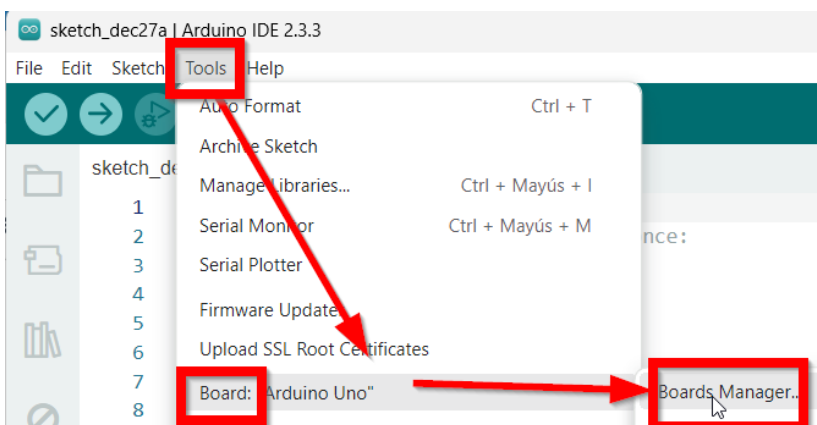 sketch_dec27a | Arduino IDE 2.3.3
File Edit Sketch Tools Help
Auto Format Ctrl + T
Archive Sketch
sketch_de
Manage Libraries... Ctrl + Mayús + I
1
Serial Monitor Ctrl + Mayús + M
2
nce:
3
Serial Plotter
4
Firmware Updater
5
6
Upload SSL Root Certificates
7
Board: "Arduino Uno" Boards Manager...
8